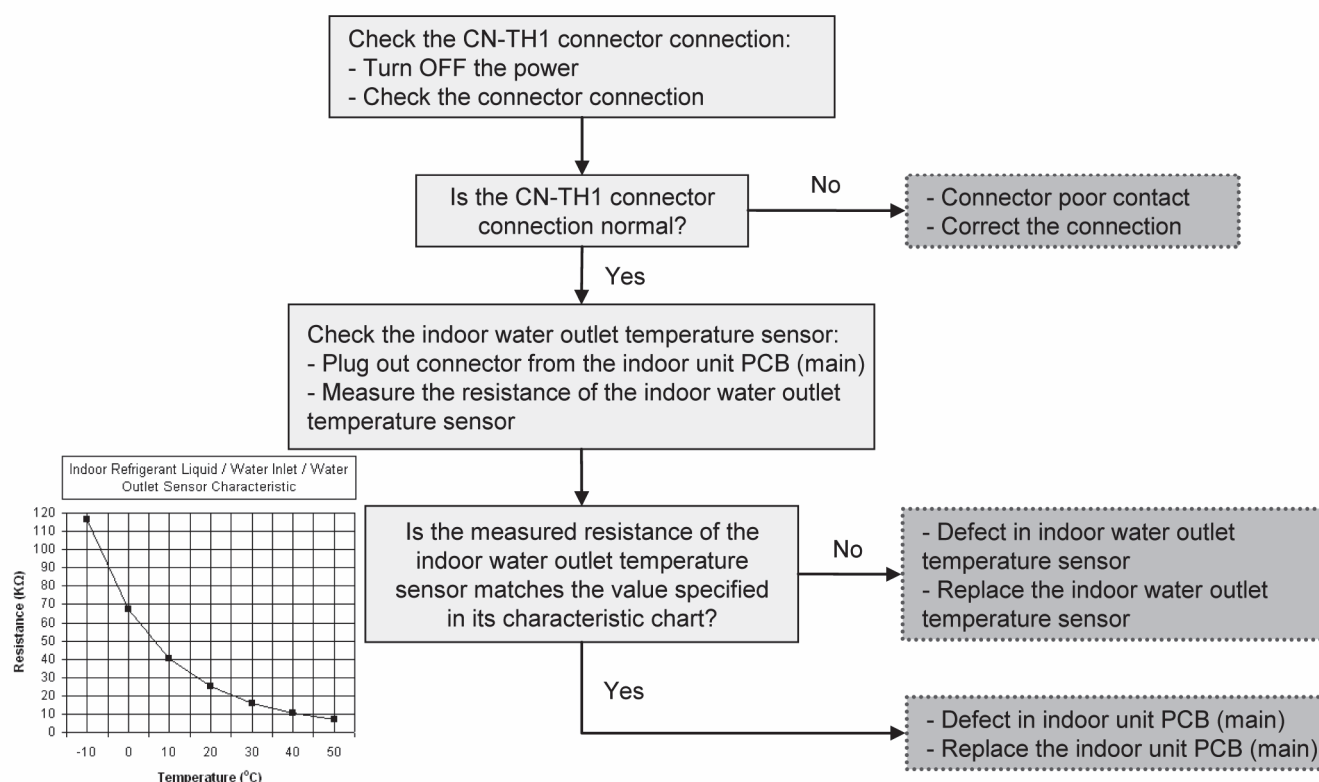 Check the CN-TH1 connector connection:
- Turn OFF the power
- Check the connector connection
Is the CN-TH1 connector
connection normal?
No
- Connector poor contact
- Correct the connection
Yes
Check the indoor water outlet temperature sensor:
- Plug out connector from the indoor unit PCB (main)
- Measure the resistance of the indoor water outlet
temperature sensor
Indoor Refrigerant Liquid / Water Inlet / Water
Outlet Sensor Characteristic
Resistance (KΩ)
120
110
100
90
80
70
60
50
40
30
20
10
0
-10 0 10 20 30 40 50
Temperature (°C)
Is the measured resistance of the
indoor water outlet temperature
sensor matches the value specified
in its characteristic chart?
No
- Defect in indoor water outlet
temperature sensor
- Replace the indoor water outlet
temperature sensor
Yes
- Defect in indoor unit PCB (main)
- Replace the indoor unit PCB (main)